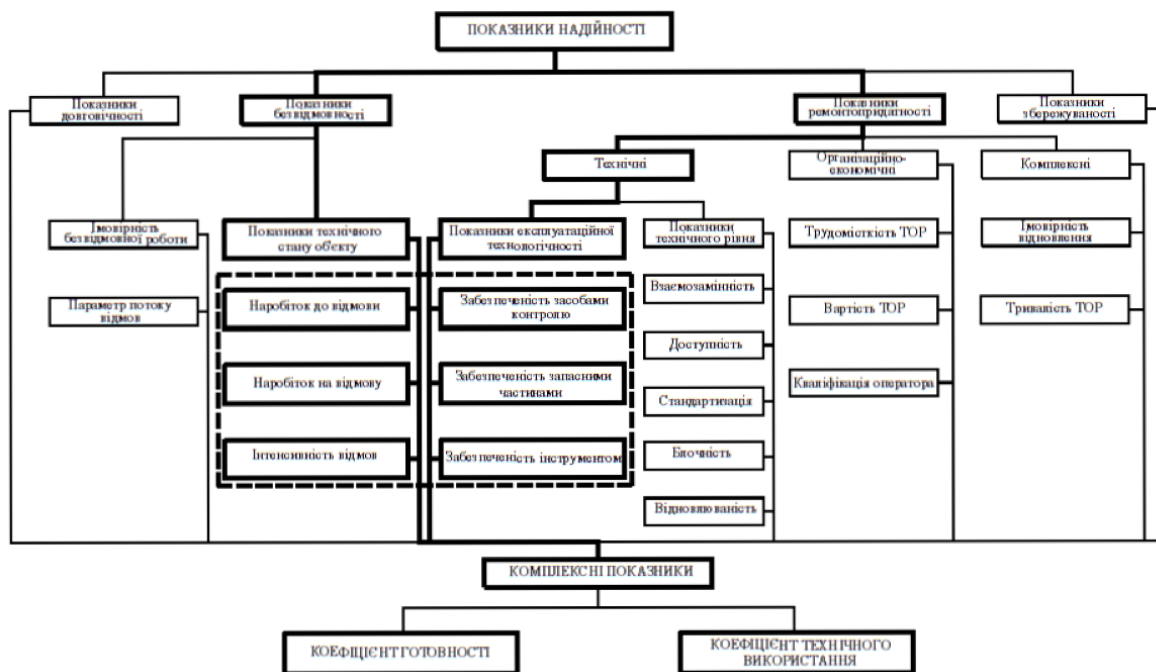 ПОКАЗНИКИ НАДІЙНОСТІ
Показники
довговічності
Показники
безвідмовності
Показники
ремонтопридатності
Показники
збережуваності
Технічні
Організаційно-
економічні
Комплексні
Імовірність
безвідмовної роботи
Показники технічного
стану об'єкту
Показники експлуатаційної
технологічності
Показники
технічного рівня
Трудомісткість ТОР
Імовірність
відновлення
Параметр потоку
відмов
Наробіток до відмови
Забезпеченість засобами
контролю
Взаємозамінність
Вартість ТОР
Тривалість ТОР
Доступність
Наробіток на відмову
Забезпеченість запасними
частинами
Стандартизація
Кваліфікація оператора
Інтенсивність відмов
Забезпеченість інструментом
Блочність
Відновлюваність
КОМПЛЕКСНІ ПОКАЗНИКИ
КОЕФІЦІЄНТ ГОТОВНОСТІ
КОЕФІЦІЄНТ ТЕХНІЧНОГО
ВИКОРИСТАННЯ